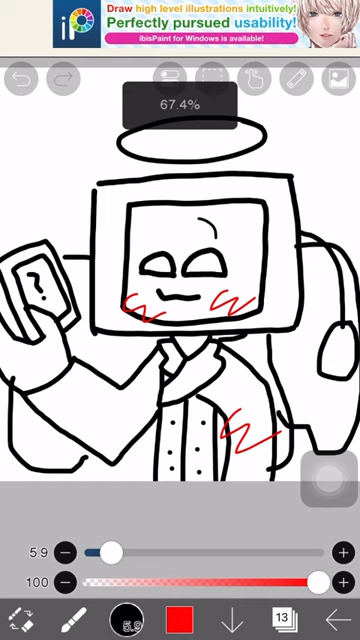 Draw high level illustrations intuitively!
iP
Perfectly pursued usability!
ibisPaint for Windows is available!
67.4%
?
5.9
100
5.9
13